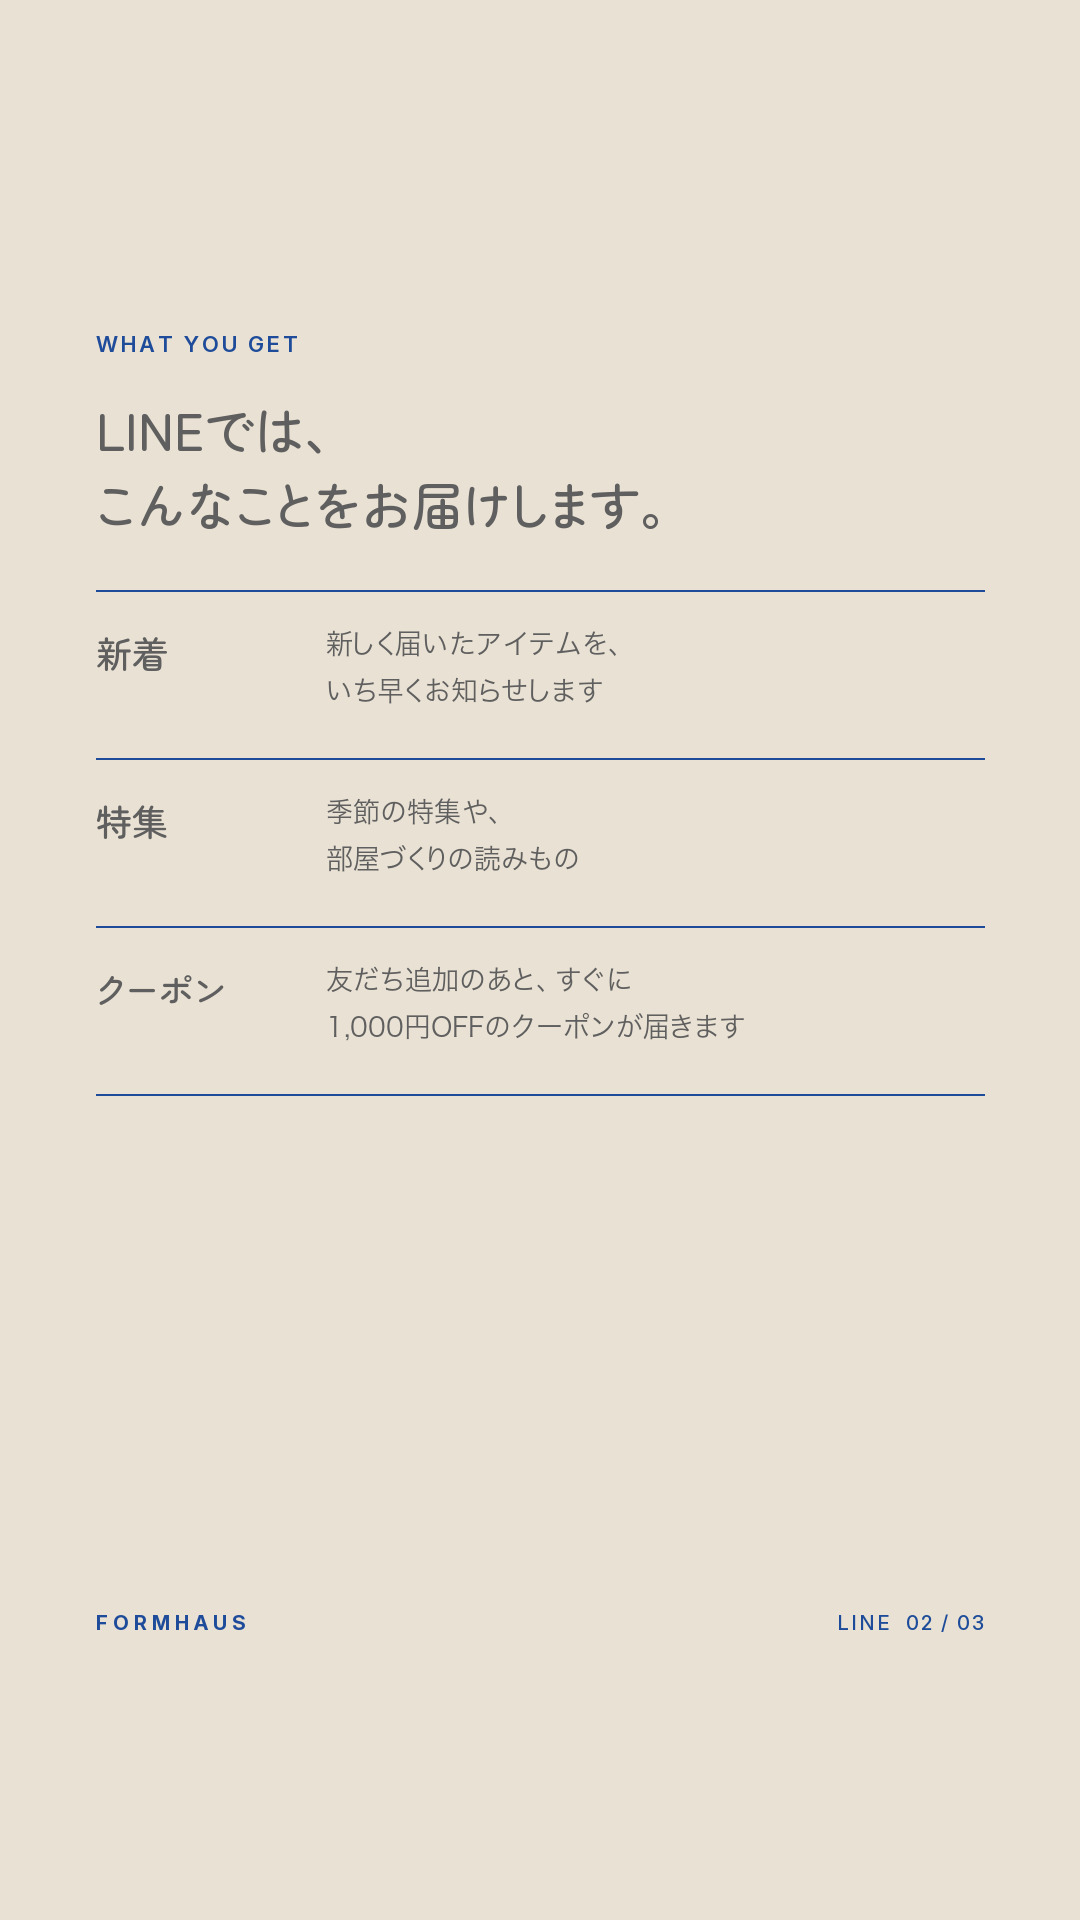 WHAT YOU GET
LINEでは、
こんなことをお届けします。
新着
新しく届いたアイテムを、
いち早くお知らせします
特集
季節の特集や、
部屋づくりの読みもの
クーポン
友だち追加のあと、すぐに
1,000円OFFのクーポンが届きます
FORMHAUS
LINE 02 / 03